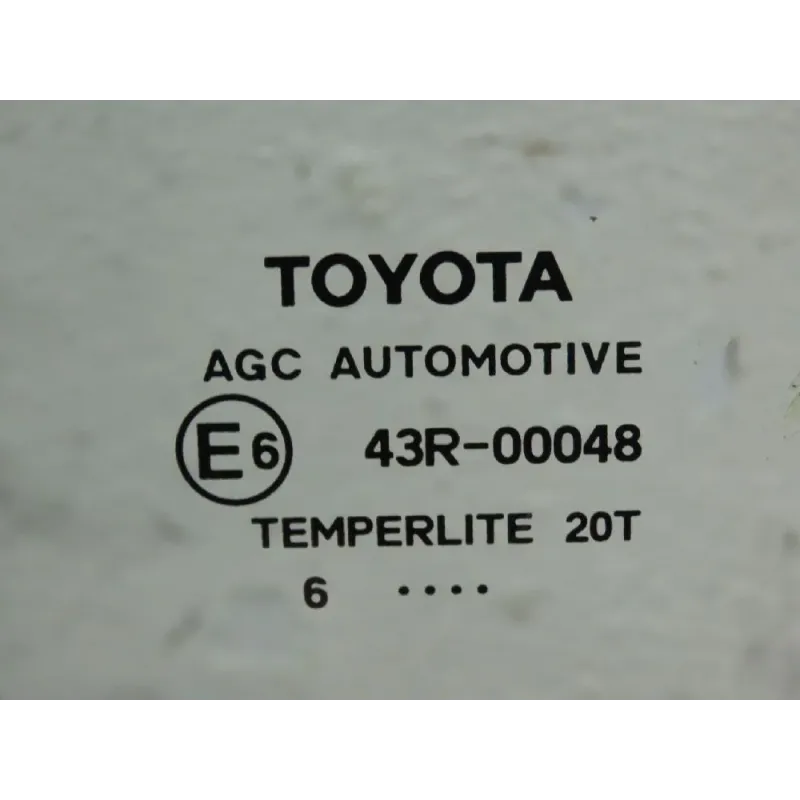 TOYOTA
AGC AUTOMOTIVE
E6 43R-00048
TEMPERLITE 20T
6 ....